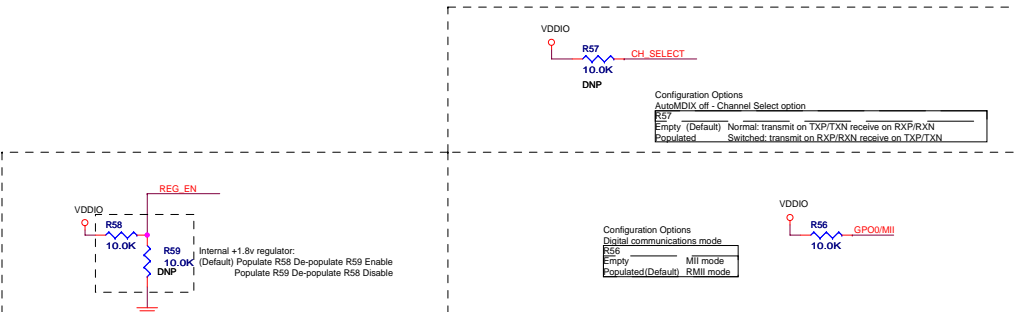 VDDIO
R57
CH_SELECT
10.0K
DNP
Configuration Options
AutoMDIX off - Channel Select option
R57
Empty (Default) Normal: transmit on TXP/TXN receive on RXP/RXN
Populated Switched: transmit on RXP/RXN receive on TXP/TXN
REG_EN
VDDIO
R58
10.0K
R59
10.0K
DNP
Internal +1.8v regulator:
(Default) Populate R58 De-populate R59 Enable
Populate R59 De-populate R58 Disable
Configuration Options
Digital communications mode
R56
Empty MII mode
Populated(Default) RMII mode
VDDIO
R56
GPO0/MII
10.0K